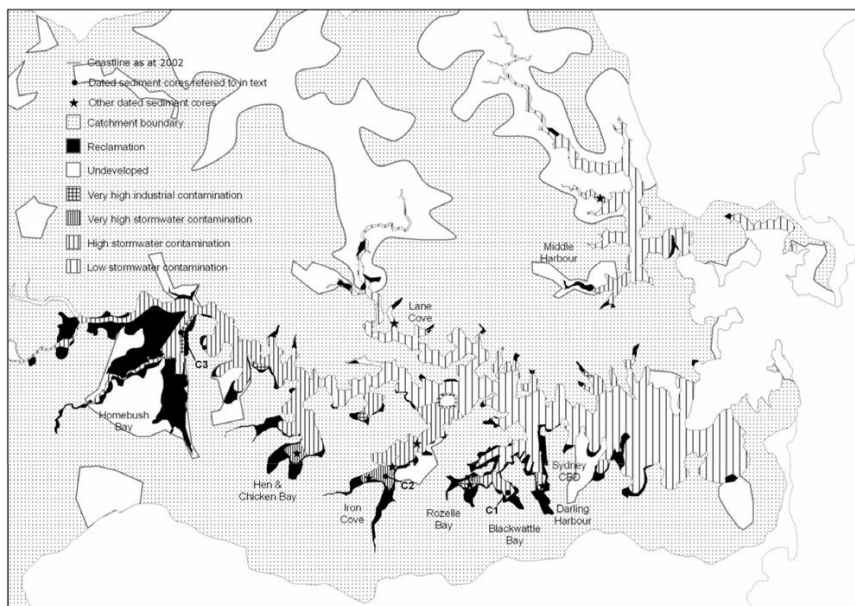 Coastline as at 2002
Dated sediment cores refered to in text
Other dated sediment cores
Catchment boundary
Reclamation
Undeveloped
Very high industrial contamination
Very high stormwater contamination
High stormwater contamination
Low stormwater contamination
Middle
Harbour
Lane
Cove
C3
Homebush
Bay
Hen &
Chicken Bay
C2
Iron
Cove
Rozelle
Bay
C1
Blackwattle
Bay
Sydney
CBD
Darling
Harbour